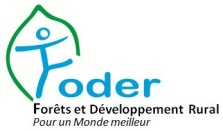 Foder
Forêts et Développement Rural
Pour un Monde meilleur